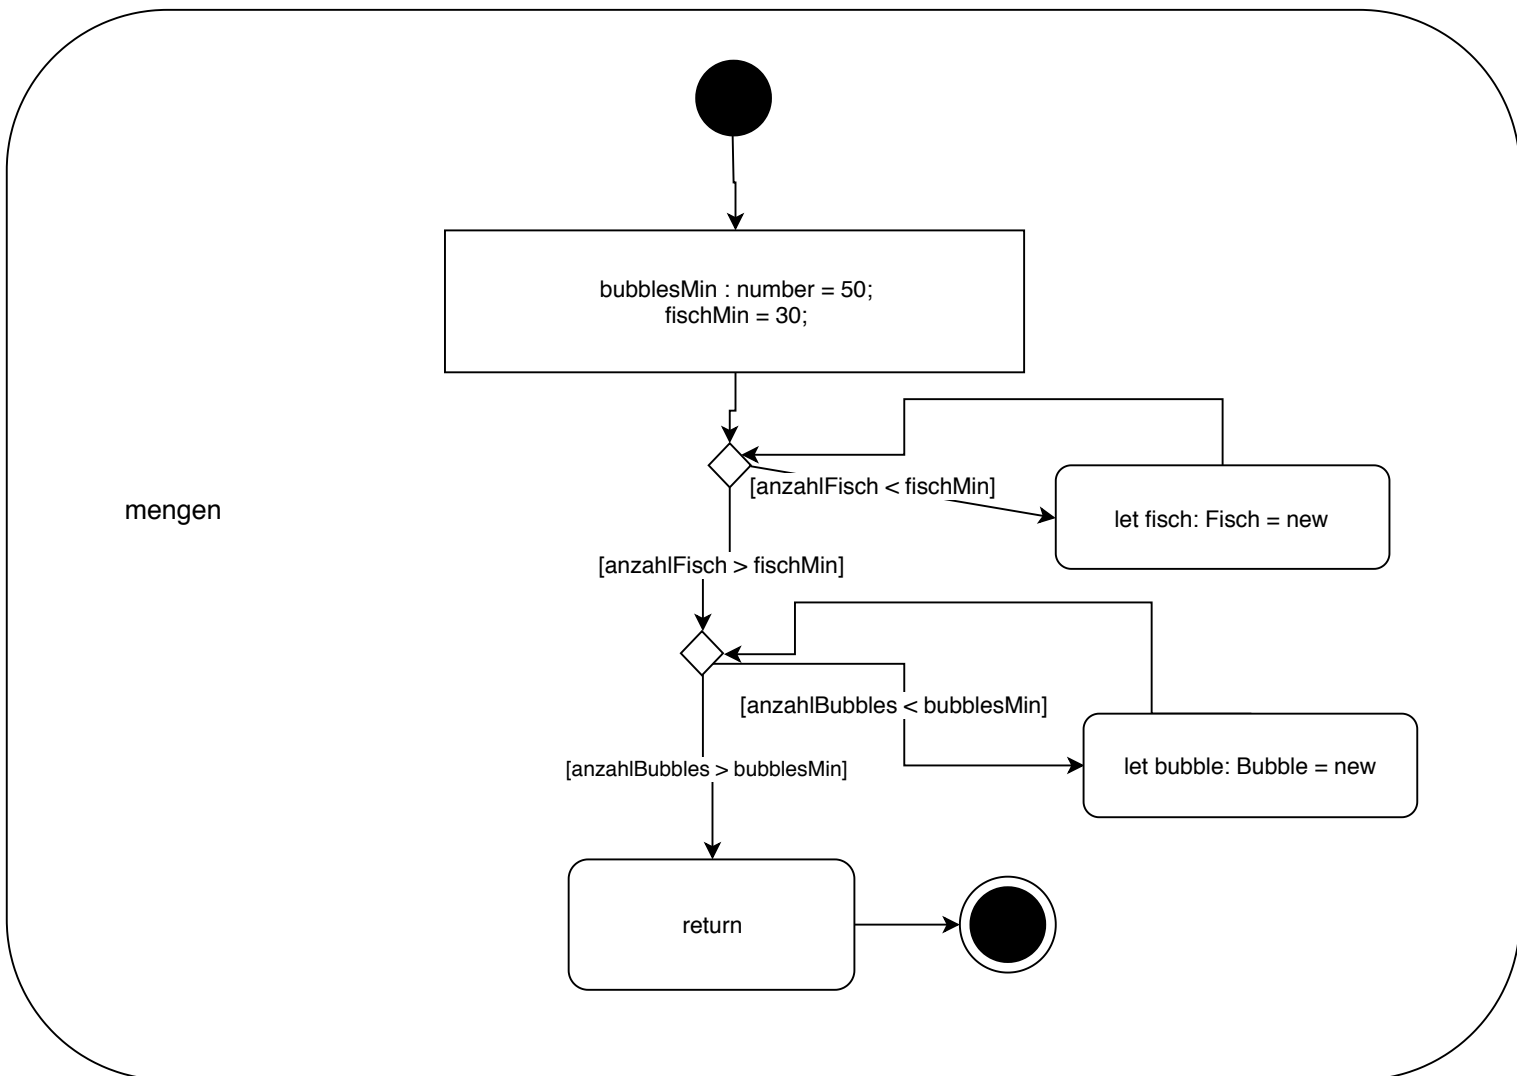 bubblesMin : number = 50;
fischMin = 30;
[anzahlFisch < fischMin]
mengen
let fisch: Fisch = new
[anzahlFisch > fischMin]
[anzahlBubbles < bubblesMin]
let bubble: Bubble = new
[anzahlBubbles > bubblesMin]
return